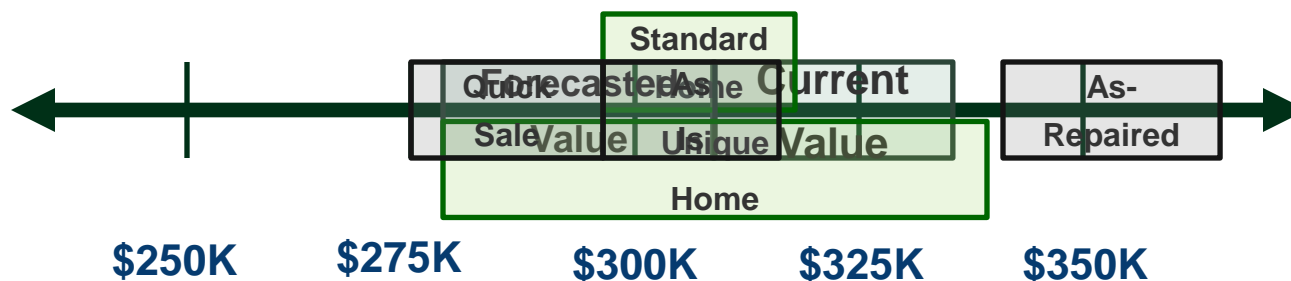 Standard
Home
Forecasted
Value
Current
Value
Quick
Sale
As-
Is
As-
Repaired
Unique
Home
$250K
$275K
$300K
$325K
$350K